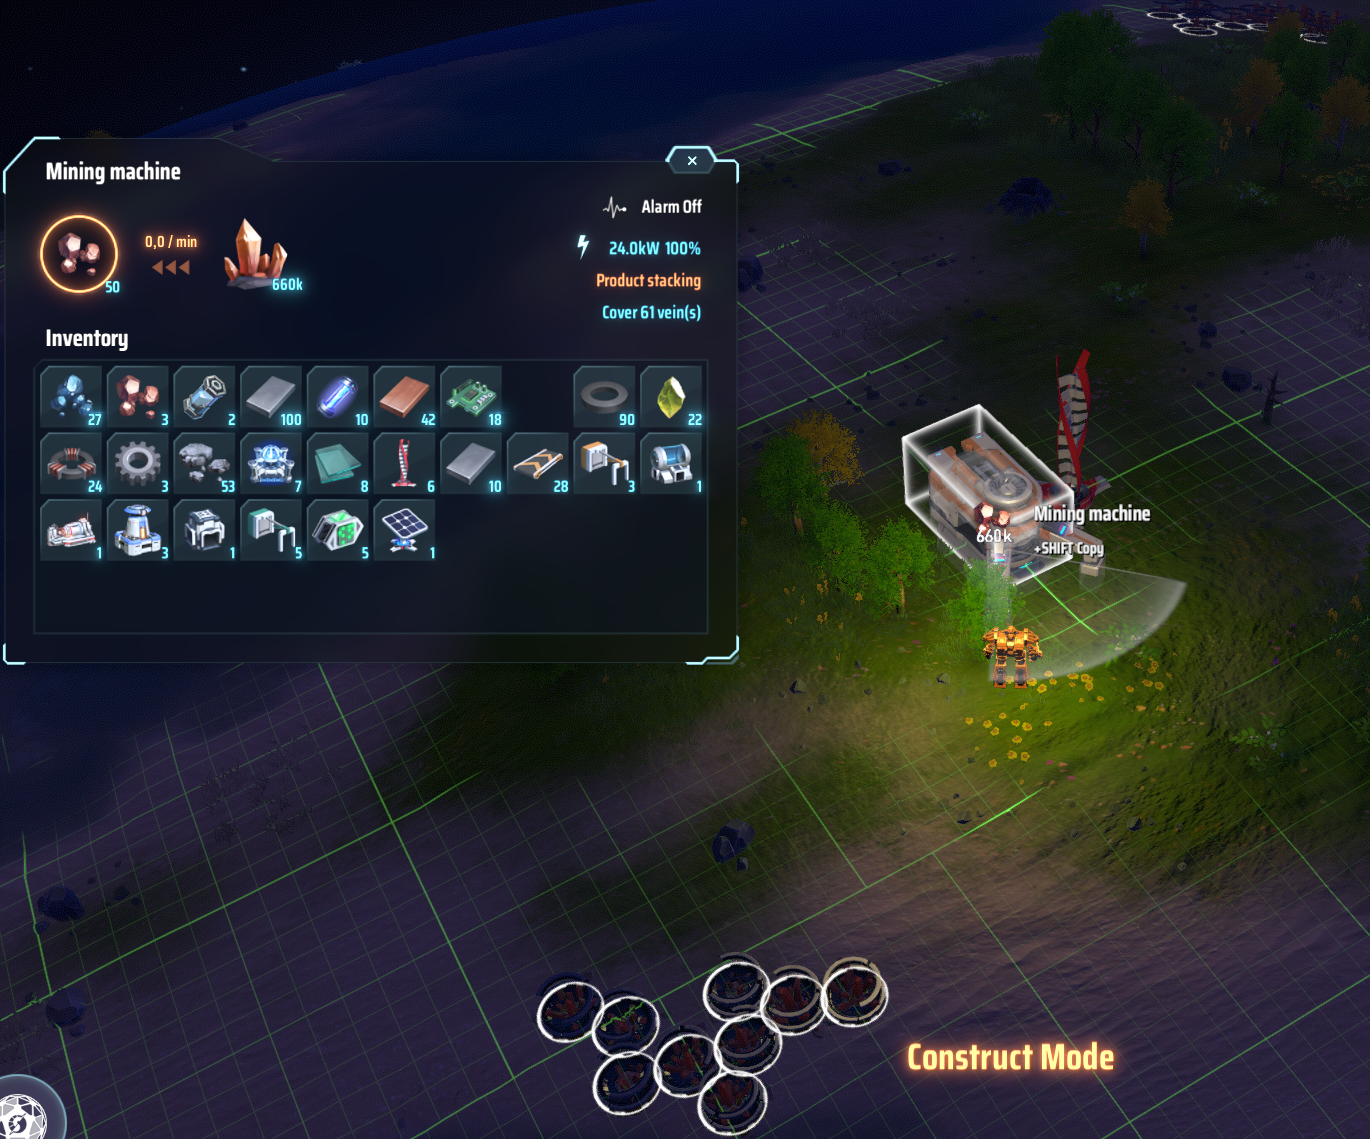 Mining machine
×
Alarm Off
0,0 / min
24.0kW 100%
50
660k
Product stacking
Cover 61 vein(s)
Inventory
27 3 2 100 10 42 18 90 22
24 3 53 7 8 6 10 28 3 1
1 3 1 5 5 1
Mining machine
660k
+SHIFT Copy
Construct Mode